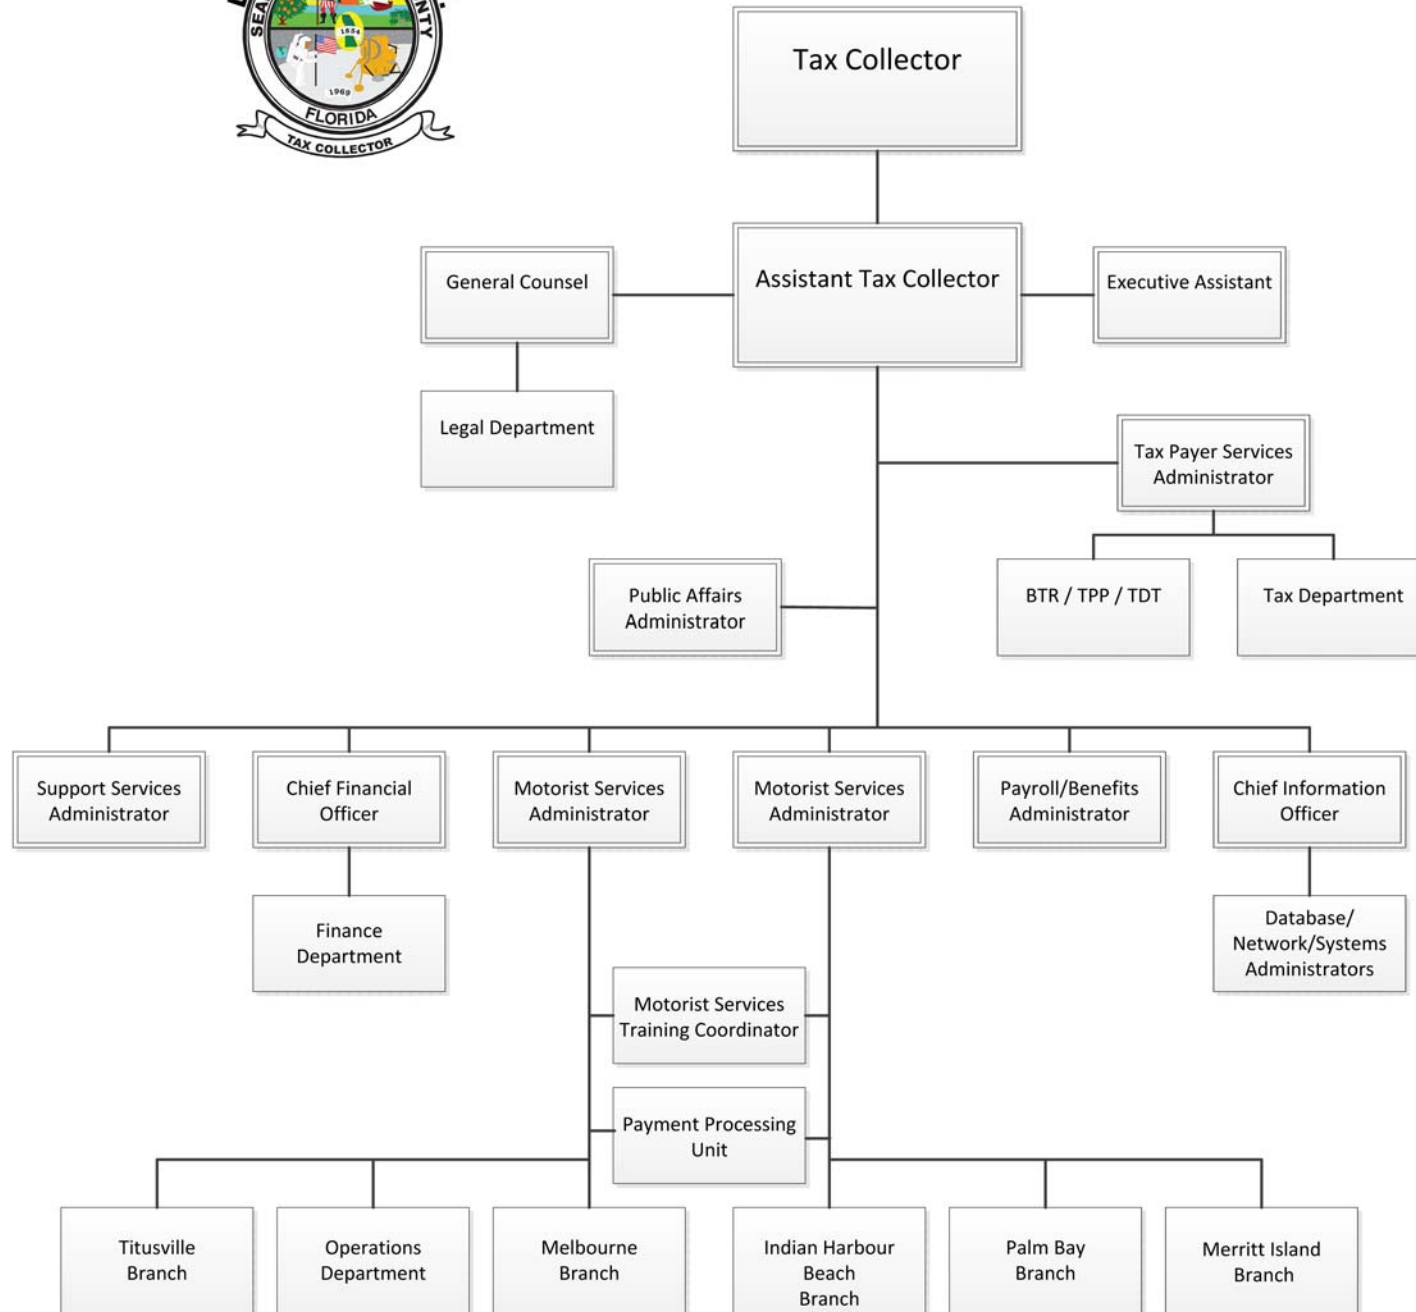 SEA
NTY
1854
1969
FLORIDA
TAX COLLECTOR
Tax Collector
General Counsel
Assistant Tax Collector
Executive Assistant
Legal Department
Tax Payer Services
Administrator
Public Affairs
Administrator
BTR / TPP / TDT
Tax Department
Support Services
Administrator
Chief Financial
Officer
Motorist Services
Administrator
Motorist Services
Administrator
Payroll/Benefits
Administrator
Chief Information
Officer
Finance
Department
Database/
Network/Systems
Administrators
Motorist Services
Training Coordinator
Payment Processing
Unit
Titusville
Branch
Operations
Department
Melbourne
Branch
Indian Harbour
Beach
Branch
Palm Bay
Branch
Merritt Island
Branch